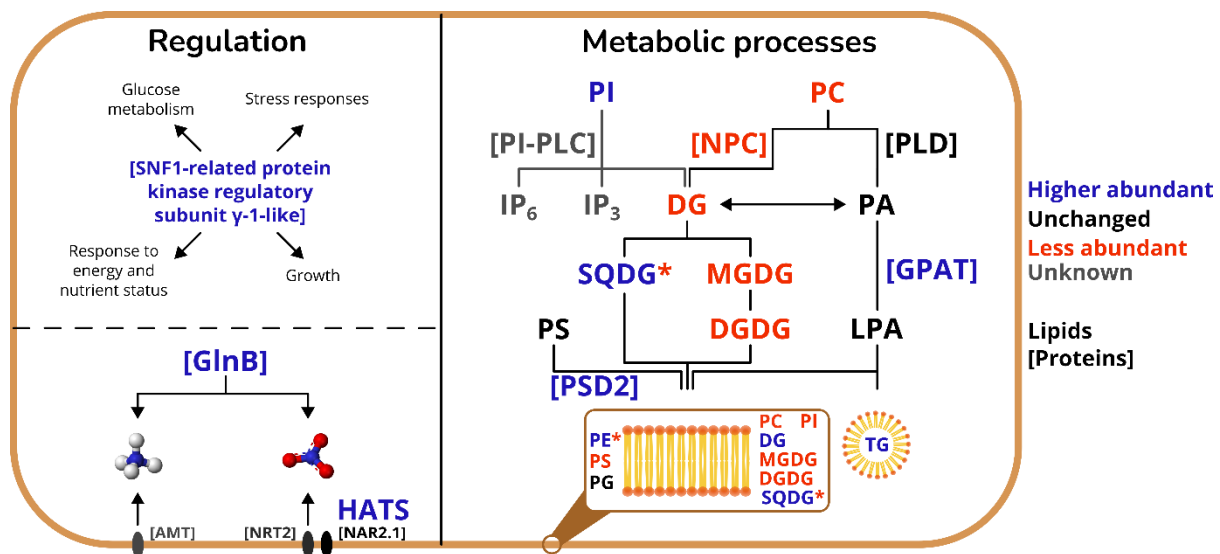 Regulation
Glucose
metabolism
Stress responses
[SNF1-related protein
kinase regulatory
subunit γ-1-like]
Response to
energy and
nutrient status
Growth
[GlnB]
HATS
[AMT]
[NRT2]
[NAR2.1]
Metabolic processes
PI
PC
[PI-PLC]
[NPC]
[PLD]
IP6
IP3
DG
PA
SQDG*
MGDG
[GPAT]
PS
DGDG
LPA
[PSD2]
PE*
PS
PG
PC PI
DG
MGDG
DGDG
SQDG*
TG
Higher abundant
Unchanged
Less abundant
Unknown
Lipids
[Proteins]